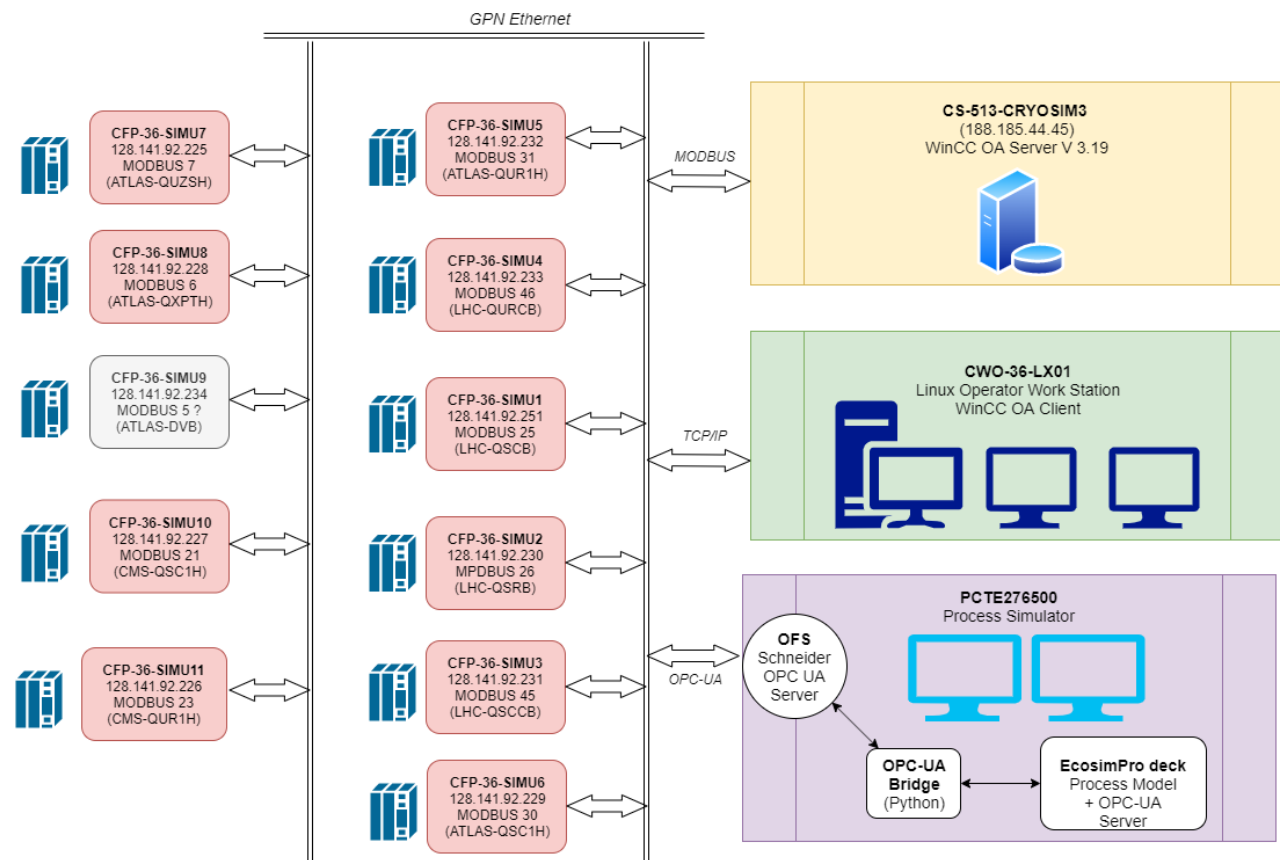 GPN Ethernet
CFP-36-SIMU7
128.141.92.225
MODBUS 7
(ATLAS-QUZSH)
CFP-36-SIMU8
128.141.92.228
MODBUS 6
(ATLAS-QXPTH)
CFP-36-SIMU9
128.141.92.234
MODBUS 5 ?
(ATLAS-DVB)
CFP-36-SIMU10
128.141.92.227
MODBUS 21
(CMS-QSC1H)
CFP-36-SIMU11
128.141.92.226
MODBUS 23
(CMS-QUR1H)
CFP-36-SIMU5
128.141.92.232
MODBUS 31
(ATLAS-QUR1H)
CFP-36-SIMU4
128.141.92.233
MODBUS 46
(LHC-QURCB)
CFP-36-SIMU1
128.141.92.251
MODBUS 25
(LHC-QSCB)
CFP-36-SIMU2
128.141.92.230
MPDBUS 26
(LHC-QSRB)
CFP-36-SIMU3
128.141.92.231
MODBUS 45
(LHC-QSCCB)
CFP-36-SIMU6
128.141.92.229
MODBUS 30
(ATLAS-QSC1H)
MODBUS
CS-513-CRYOSIM3
(188.185.44.45)
WinCC OA Server V 3.19
TCP/IP
CWO-36-LX01
Linux Operator Work Station
WinCC OA Client
OPC-UA
PCTE276500
Process Simulator
OFS
Schneider
OPC UA
Server
OPC-UA
Bridge
(Python)
EcosimPro deck
Process Model
+ OPC-UA
Server